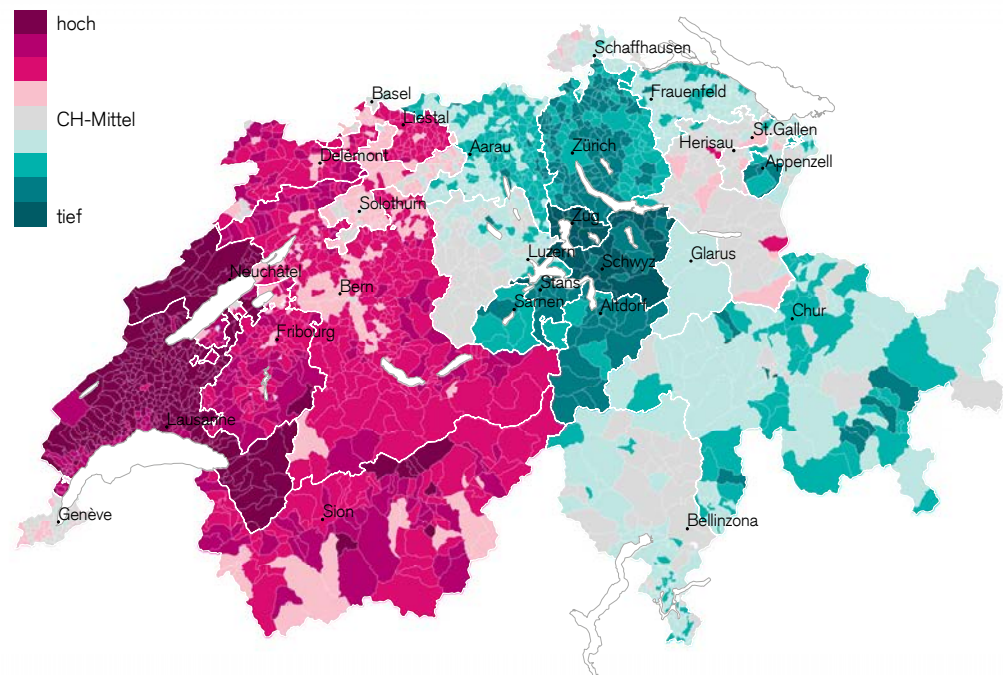 hoch
CH-Mittel
tief
Schaffhausen
Basel
Frauenfeld
Liestal
St.Gallen
Herisau
Aarau
Zürich
Delémont
Appenzell
Solothurn
Zug
Luzern
Glarus
Schwyz
Neuchâtel
Stans
Bern
Sarnen
Altdorf
Chur
Fribourg
Lausanne
Sion
Genève
Bellinzona